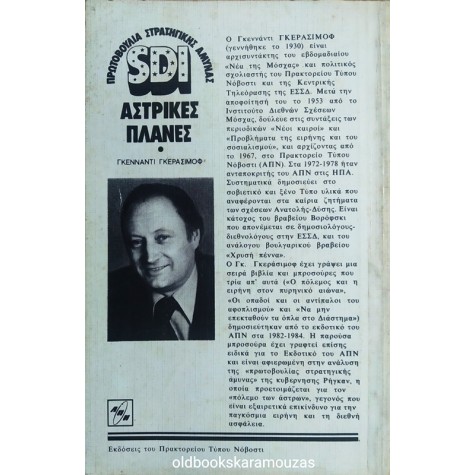 ΠΡΩΤΟΒΟΥΛΙΑ ΣΤΡΑΤΗΓΙΚΗΣ ΑΜΥΝΑΣ
SDI
ΑΣΤΡΙΚΕΣ
ΠΛΑΝΕΣ
•
ΓΚΕΝΝΑΝΤΙ ΓΚΕΡΑΣΙΜΟΦ
Ο Γκεννάντι ΓΚΕΡΑΣΙΜΟΦ
(γεννήθηκε το 1930) είναι
αρχισυντάκτης του εβδομαδιαίου
«Νέα της Μόσχας» και πολιτικός
σχολιαστής του Πρακτορείου Τύπου
Νόβοστι και της Κεντρικής
Τηλεόρασης της ΕΣΣΔ. Μετά την
αποφοίτησή του το 1953 από το
Ινστιτούτο Διεθνών Σχέσεων
Μόσχας, δούλευε στις συντάξεις των
περιοδικών «Νέοι καιροί» και
«Προβλήματα της ειρήνης και του
σοσιαλισμού», και αρχίζοντας από
το 1967, στο Πρακτορείο Τύπου
Νόβοστι (ΑΠΝ). Στα 1972-1978 ήταν
ανταποκριτής του ΑΠΝ στις ΗΠΑ.
Συστηματικά δημοσιεύει στο
σοβιετικό και ξένο Τύπο υλικά που
αναφέρονται στα καίρια ζητήματα
των σχέσεων Ανατολής-Δύσης. Είναι
κάτοχος του βραβείου Βορόφσκι
που απονέμεται σε δημοσιολόγους-
διεθνολόγους στην ΕΣΣΔ, και του
ανάλογου βουλγαρικού βραβείου
«Χρυσή πέννα».
Ο Γκ. Γκεράσιμοφ έχει γράψει μια
σειρά βιβλία και μπροσούρες που
τρία απ' αυτά («Ο πόλεμος και η
ειρήνη στον πυρηνικό αιώνα»,
«Οι οπαδοί και οι αντίπαλοι του
αφοπλισμού» και «Να μην
επεκταθούν τα όπλα στο Διάστημα»)
δημοσιεύτηκαν από το εκδοτικό του
ΑΠΝ στα 1982-1984. Η παρούσα
μπροσούρα έχει γραφτεί επίσης
ειδικά για το Εκδοτικό του ΑΠΝ
και είναι αφιερωμένη στην ανάλυση
της «πρωτοβουλίας στρατηγικής
άμυνας» της κυβερνησης Ρήγκαν, η
οποία προετοιμάζεται για τον
«πόλεμο των άστρων», γεγονός που
είναι εξαιρετικά επικίνδυνο για την
παγκόσμια ειρήνη και τη διεθνή
ασφάλεια.
Εκδόσεις του Πρακτορείου Τύπου Νόβοστι
oldbookskaramouzas